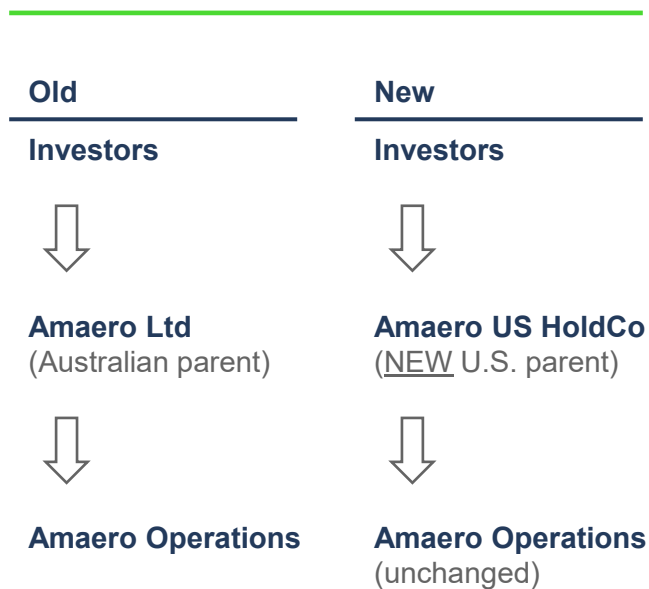 Old
Investors
Amaero Ltd
(Australian parent)
Amaero Operations
New
Investors
Amaero US HoldCo
(NEW U.S. parent)
Amaero Operations
(unchanged)